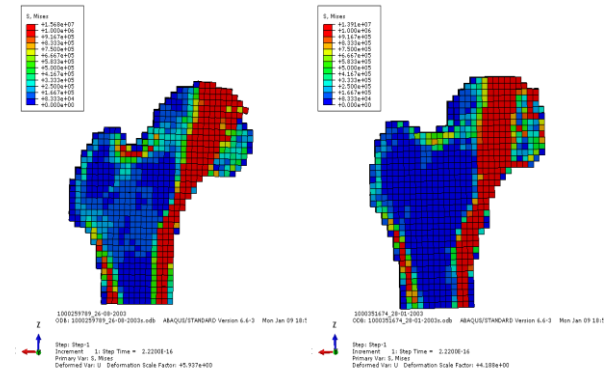 S, Mises
+1.568e+07
+1.000e+06
+9.167e+05
+8.333e+05
+7.500e+05
+6.667e+05
+5.833e+05
+5.000e+05
+4.167e+05
+3.333e+05
+2.500e+05
+1.667e+05
+8.333e+04
+0.000e+00
1000259789_26-08-2003
ODB: 1000259789_26-08-2003s.odb ABAQUS/STANDARD Version 6.6-3 Mon Jan 09 18:5
Z
Step: Step-1
Increment 1: Step Time = 2.2200E-16
Primary Var: S, Mises
Deformed Var: U Deformation Scale Factor: +5.937e+00
S, Mises
+1.391e+07
+1.000e+06
+9.167e+05
+8.333e+05
+7.500e+05
+6.667e+05
+5.833e+05
+5.000e+05
+4.167e+05
+3.333e+05
+2.500e+05
+1.667e+05
+8.333e+04
+0.000e+00
1000351674_28-01-2003
ODB: 1000351674_28-01-2003s.odb ABAQUS/STANDARD Version 6.6-3 Mon Jan 09 18:1
Z
Step: Step-1
Increment 1: Step Time = 2.2200E-16
Primary Var: S, Mises
Deformed Var: U Deformation Scale Factor: +4.188e+00